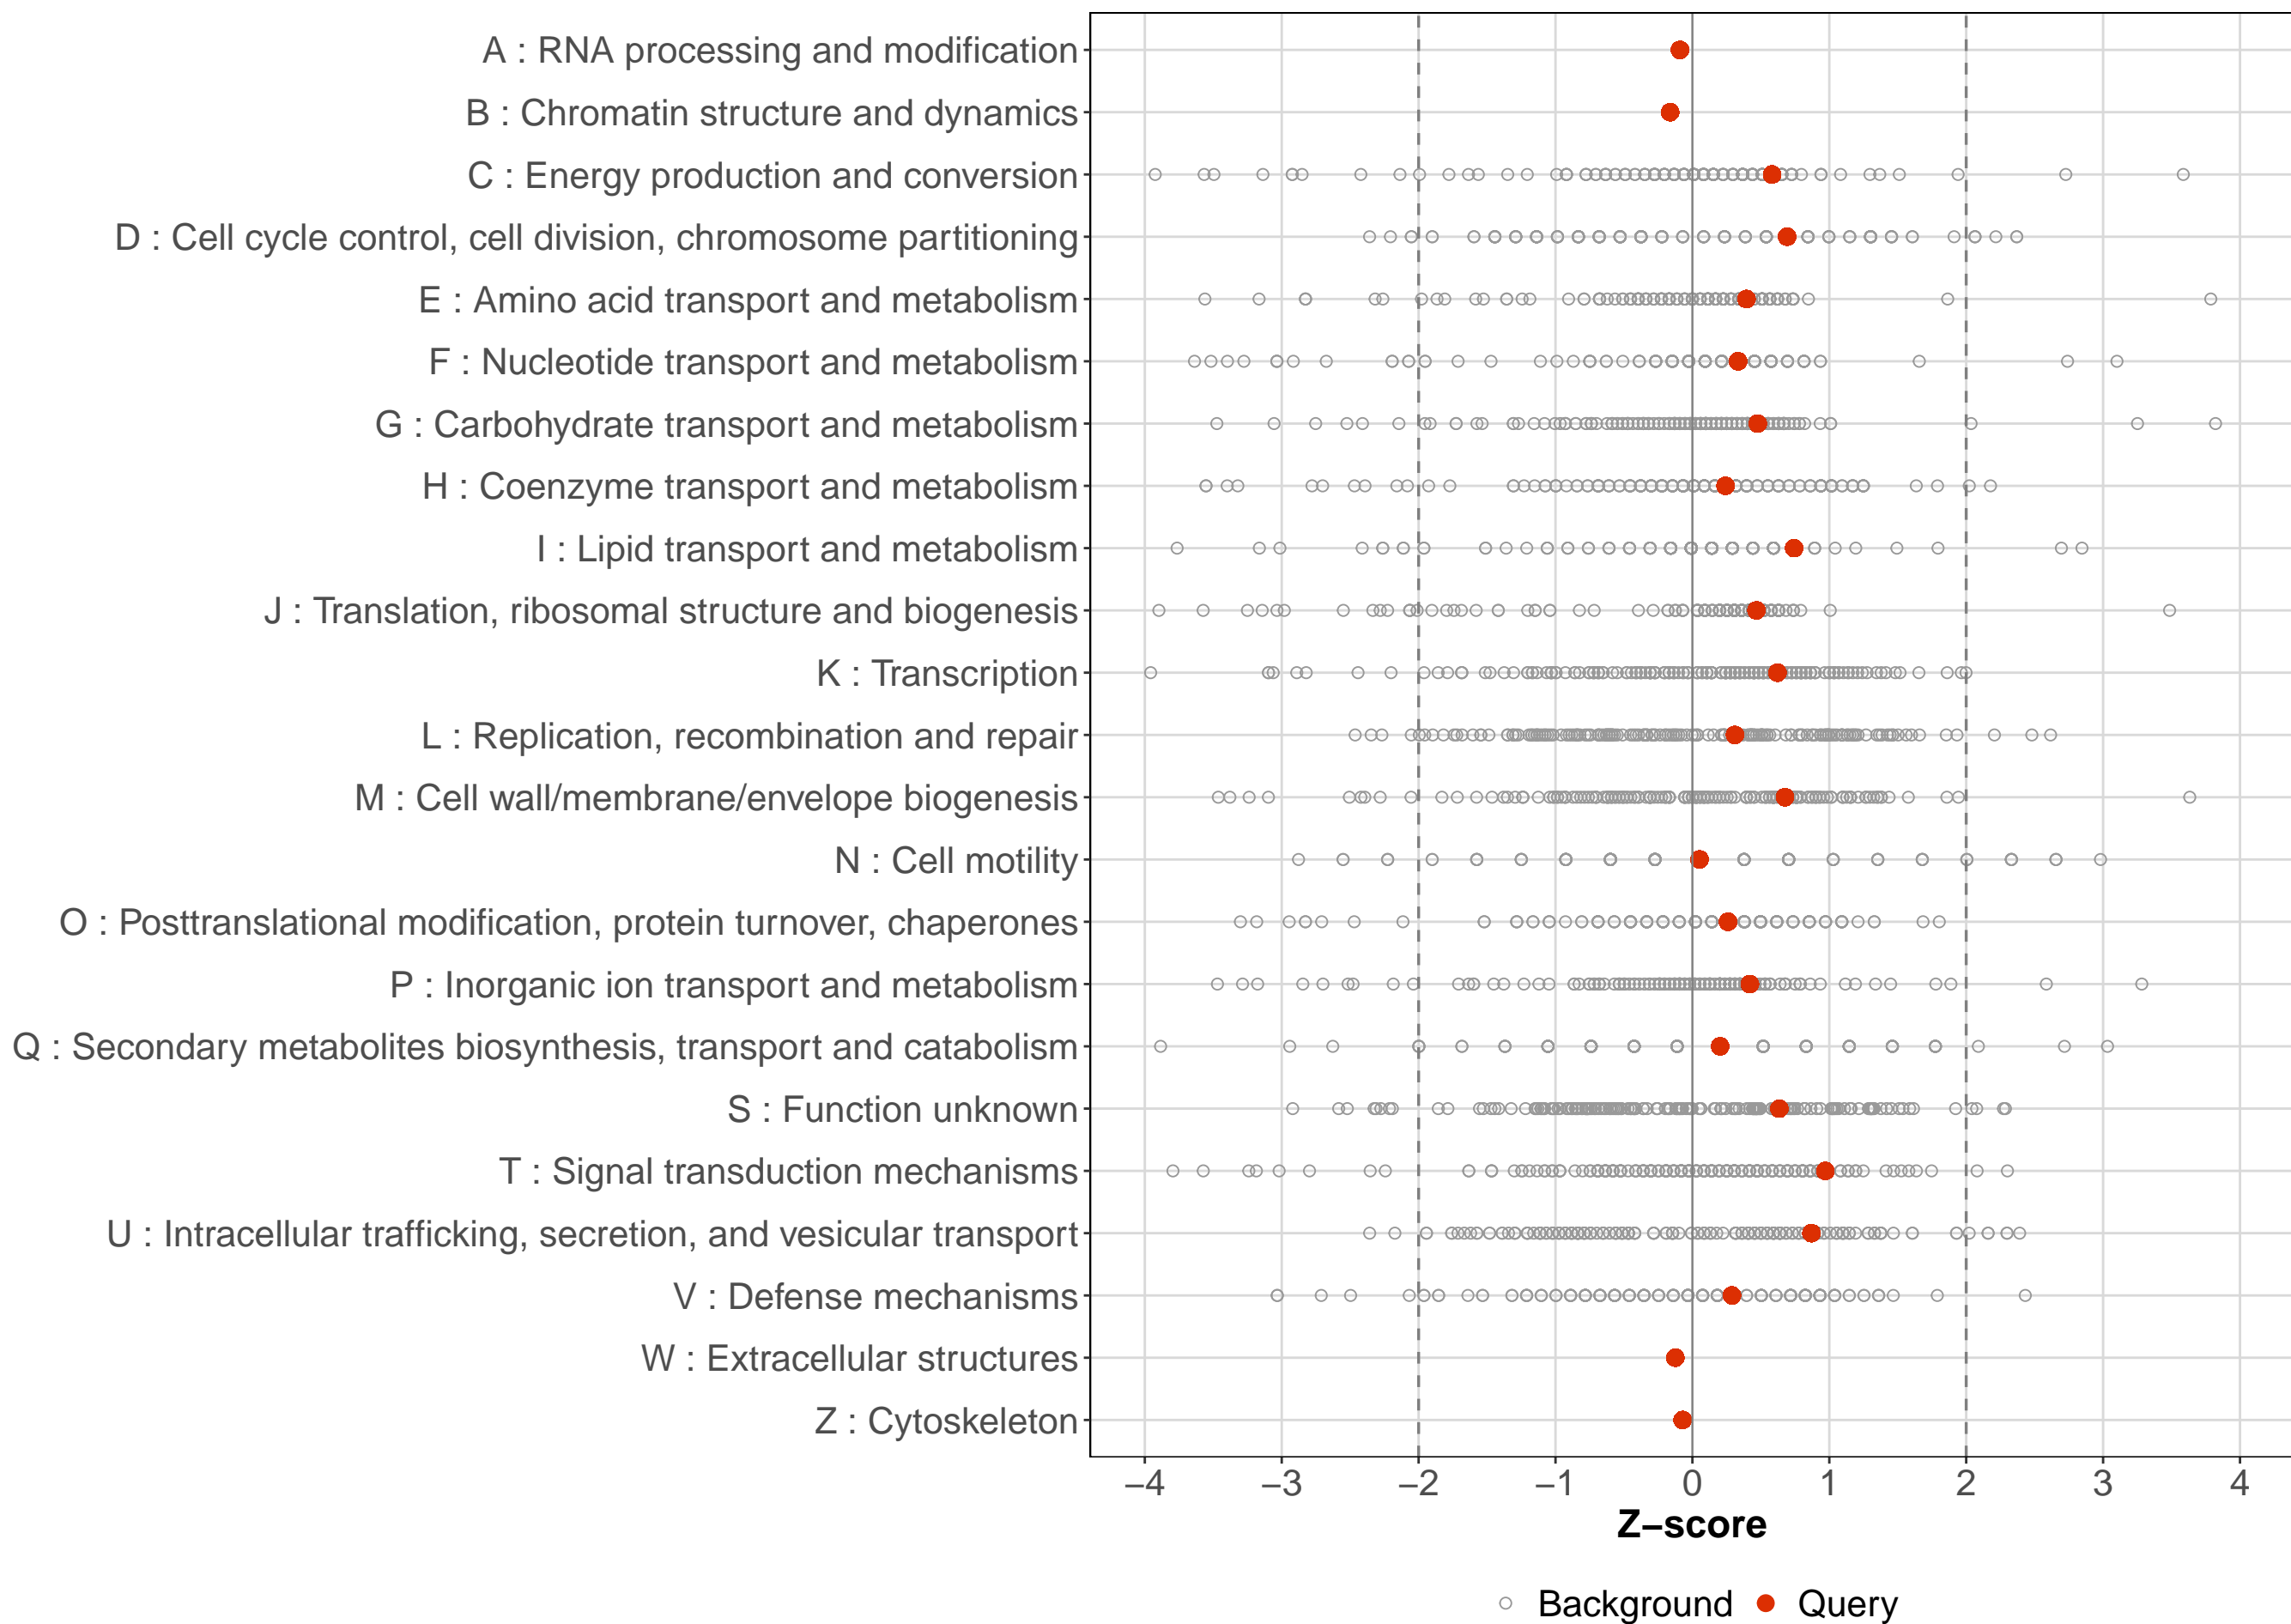 A : RNA processing and modification
B : Chromatin structure and dynamics
C : Energy production and conversion
D : Cell cycle control, cell division, chromosome partitioning
E : Amino acid transport and metabolism
F : Nucleotide transport and metabolism
G : Carbohydrate transport and metabolism
H : Coenzyme transport and metabolism
I : Lipid transport and metabolism
J : Translation, ribosomal structure and biogenesis
K : Transcription
L : Replication, recombination and repair
M : Cell wall/membrane/envelope biogenesis
N : Cell motility
O : Posttranslational modification, protein turnover, chaperones
P : Inorganic ion transport and metabolism
Q : Secondary metabolites biosynthesis, transport and catabolism
S : Function unknown
T : Signal transduction mechanisms
U : Intracellular trafficking, secretion, and vesicular transport
V : Defense mechanisms
W : Extracellular structures
Z : Cytoskeleton
−4 −3 −2 −1 0 1 2 3 4
Z−score
Background Query